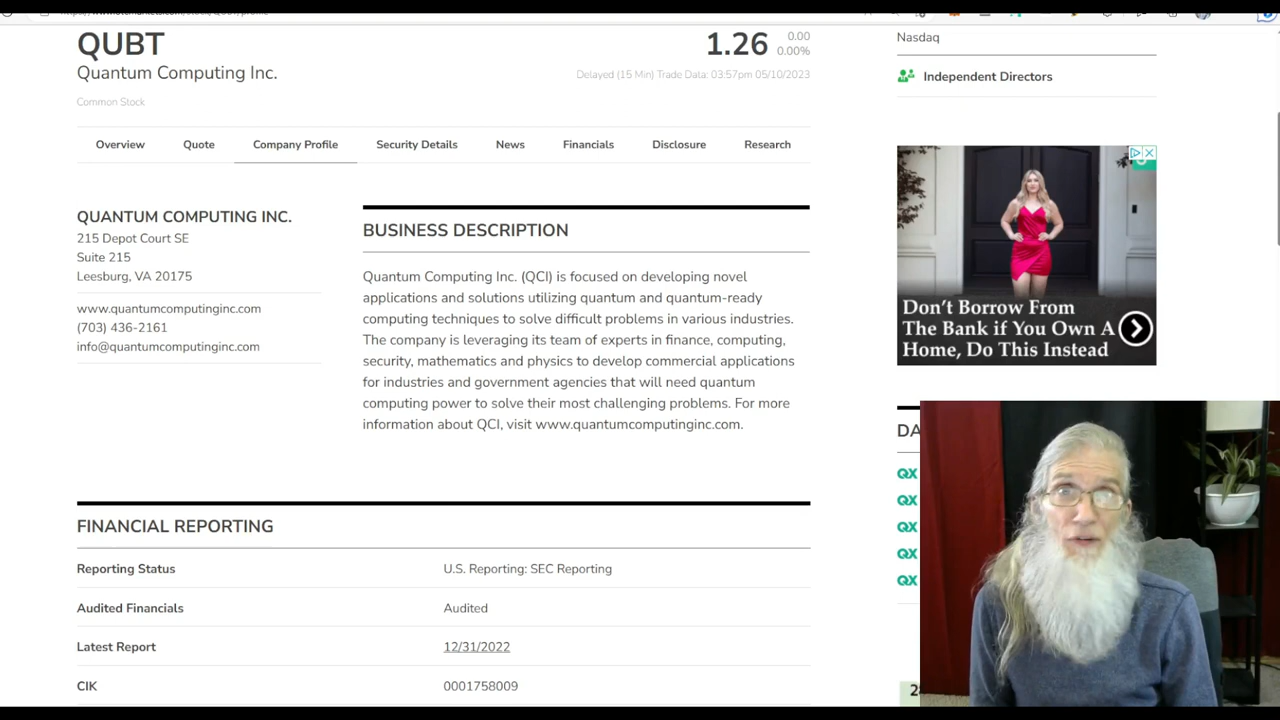 QUBT
Quantum Computing Inc.
Common Stock
1.26
0.00
0.00%
Delayed (15 Min) Trade Data: 03:57pm 05/10/2023
Overview Quote Company Profile Security Details News Financials Disclosure Research
QUANTUM COMPUTING INC.
215 Depot Court SE
Suite 215
Leesburg, VA 20175
www.quantumcomputinginc.com
(703) 436-2161
info@quantumcomputinginc.com
BUSINESS DESCRIPTION
Quantum Computing Inc. (QCI) is focused on developing novel
applications and solutions utilizing quantum and quantum-ready
computing techniques to solve difficult problems in various industries.
The company is leveraging its team of experts in finance, computing,
security, mathematics and physics to develop commercial applications
for industries and government agencies that will need quantum
computing power to solve their most challenging problems. For more
information about QCI, visit www.quantumcomputinginc.com.
FINANCIAL REPORTING
Reporting Status U.S. Reporting: SEC Reporting
Audited Financials Audited
Latest Report 12/31/2022
CIK 0001758009
Nasdaq
Independent Directors
Don't Borrow From
The Bank if You Own A
Home, Do This Instead
DA
QX
QX
QX
QX
QX